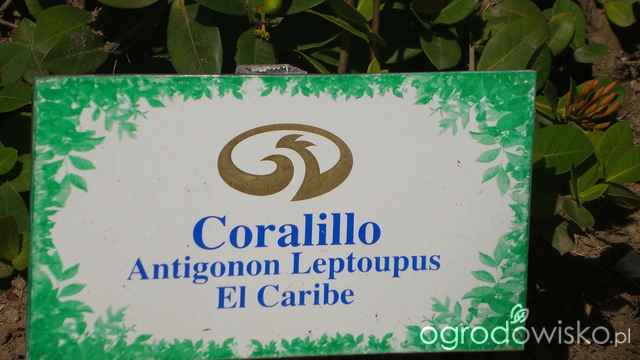 Coralillo
Antigonon Leptoupus
El Caribe
ogrodowisko.pl